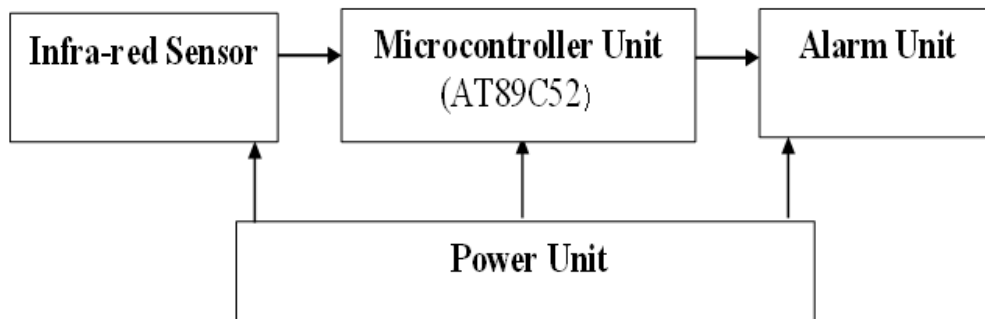 Infra-red Sensor
Microcontroller Unit
(AT89C52)
Alarm Unit
Power Unit